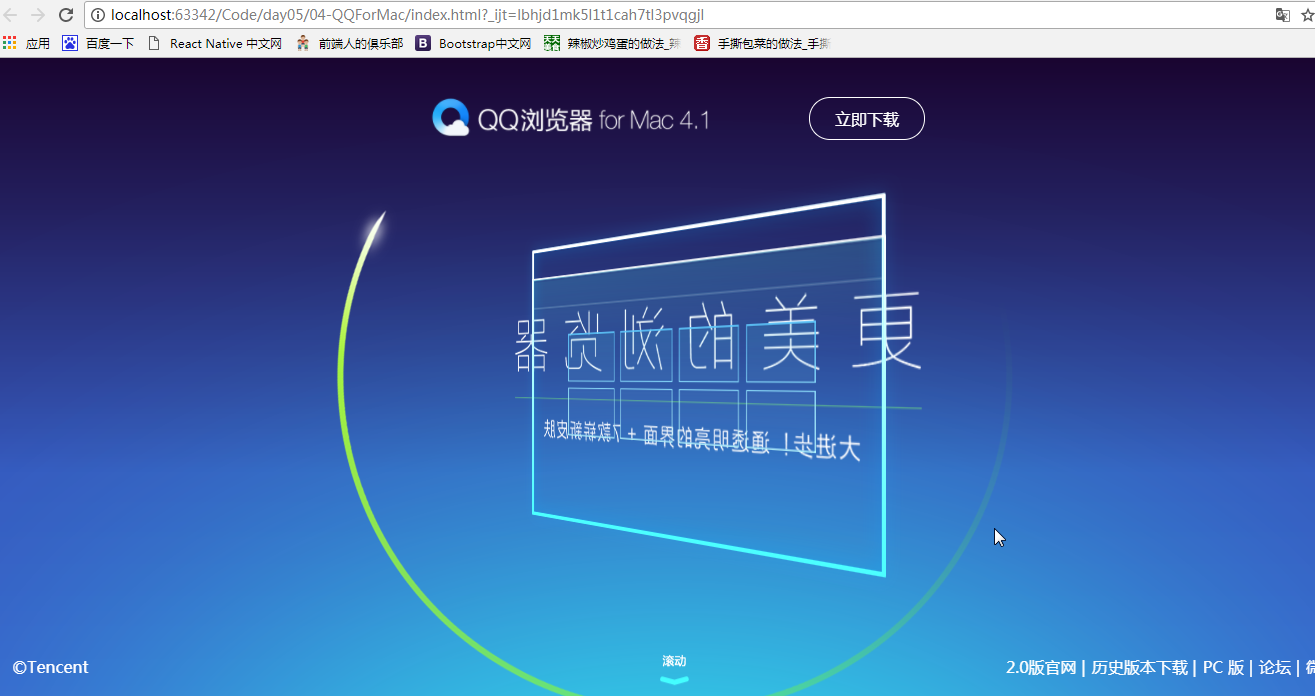 localhost:63342/Code/day05/04-QQForMac/index.html?_ijt=lbhjd1mk5l1t1cah7tl3pvqgjl
应用 百度一下 React Native 中文网 前端人的俱乐部 B Bootstrap中文网 辣椒炒鸡蛋的做法_辣 香 手撕包菜的做法_手撕
QQ浏览器 for Mac 4.1 立即下载
更美的浏览器
大进步！通透明亮的界面 + 7款崭新皮肤
滚动
©Tencent 2.0版官网 | 历史版本下载 | PC 版 | 论坛 | 微